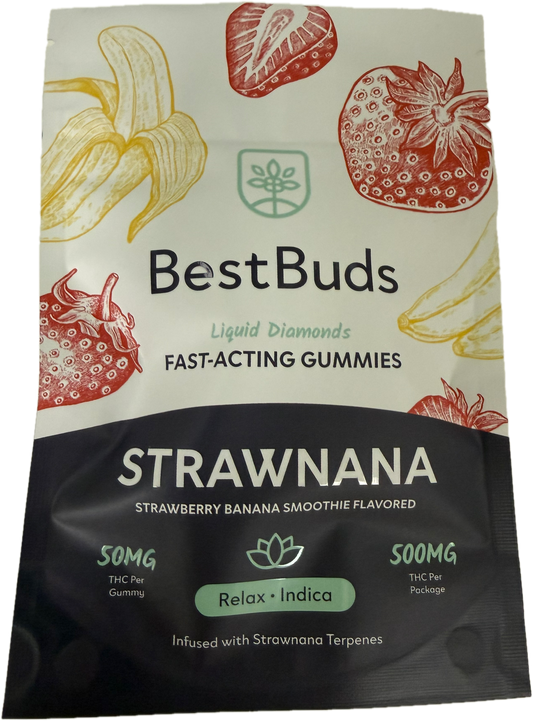 BestBuds
Liquid Diamonds
FAST-ACTING GUMMIES
STRAWNANA
STRAWBERRY BANANA SMOOTHIE FLAVORED
50MG
THC Per
Gummy
500MG
THC Per
Package
Relax • Indica
Infused with Strawnana Terpenes